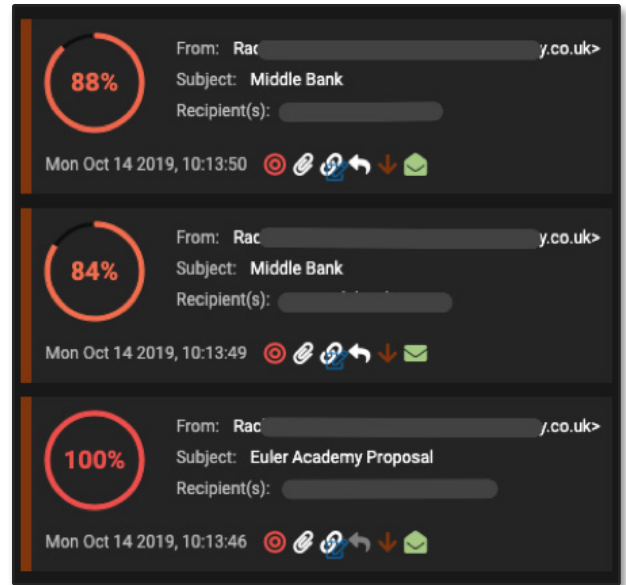 88%
From: Rac y.co.uk>
Subject: Middle Bank
Recipient(s):
Mon Oct 14 2019, 10:13:50
84%
From: Rac y.co.uk>
Subject: Middle Bank
Recipient(s):
Mon Oct 14 2019, 10:13:49
100%
From: Rac y.co.uk>
Subject: Euler Academy Proposal
Recipient(s):
Mon Oct 14 2019, 10:13:46